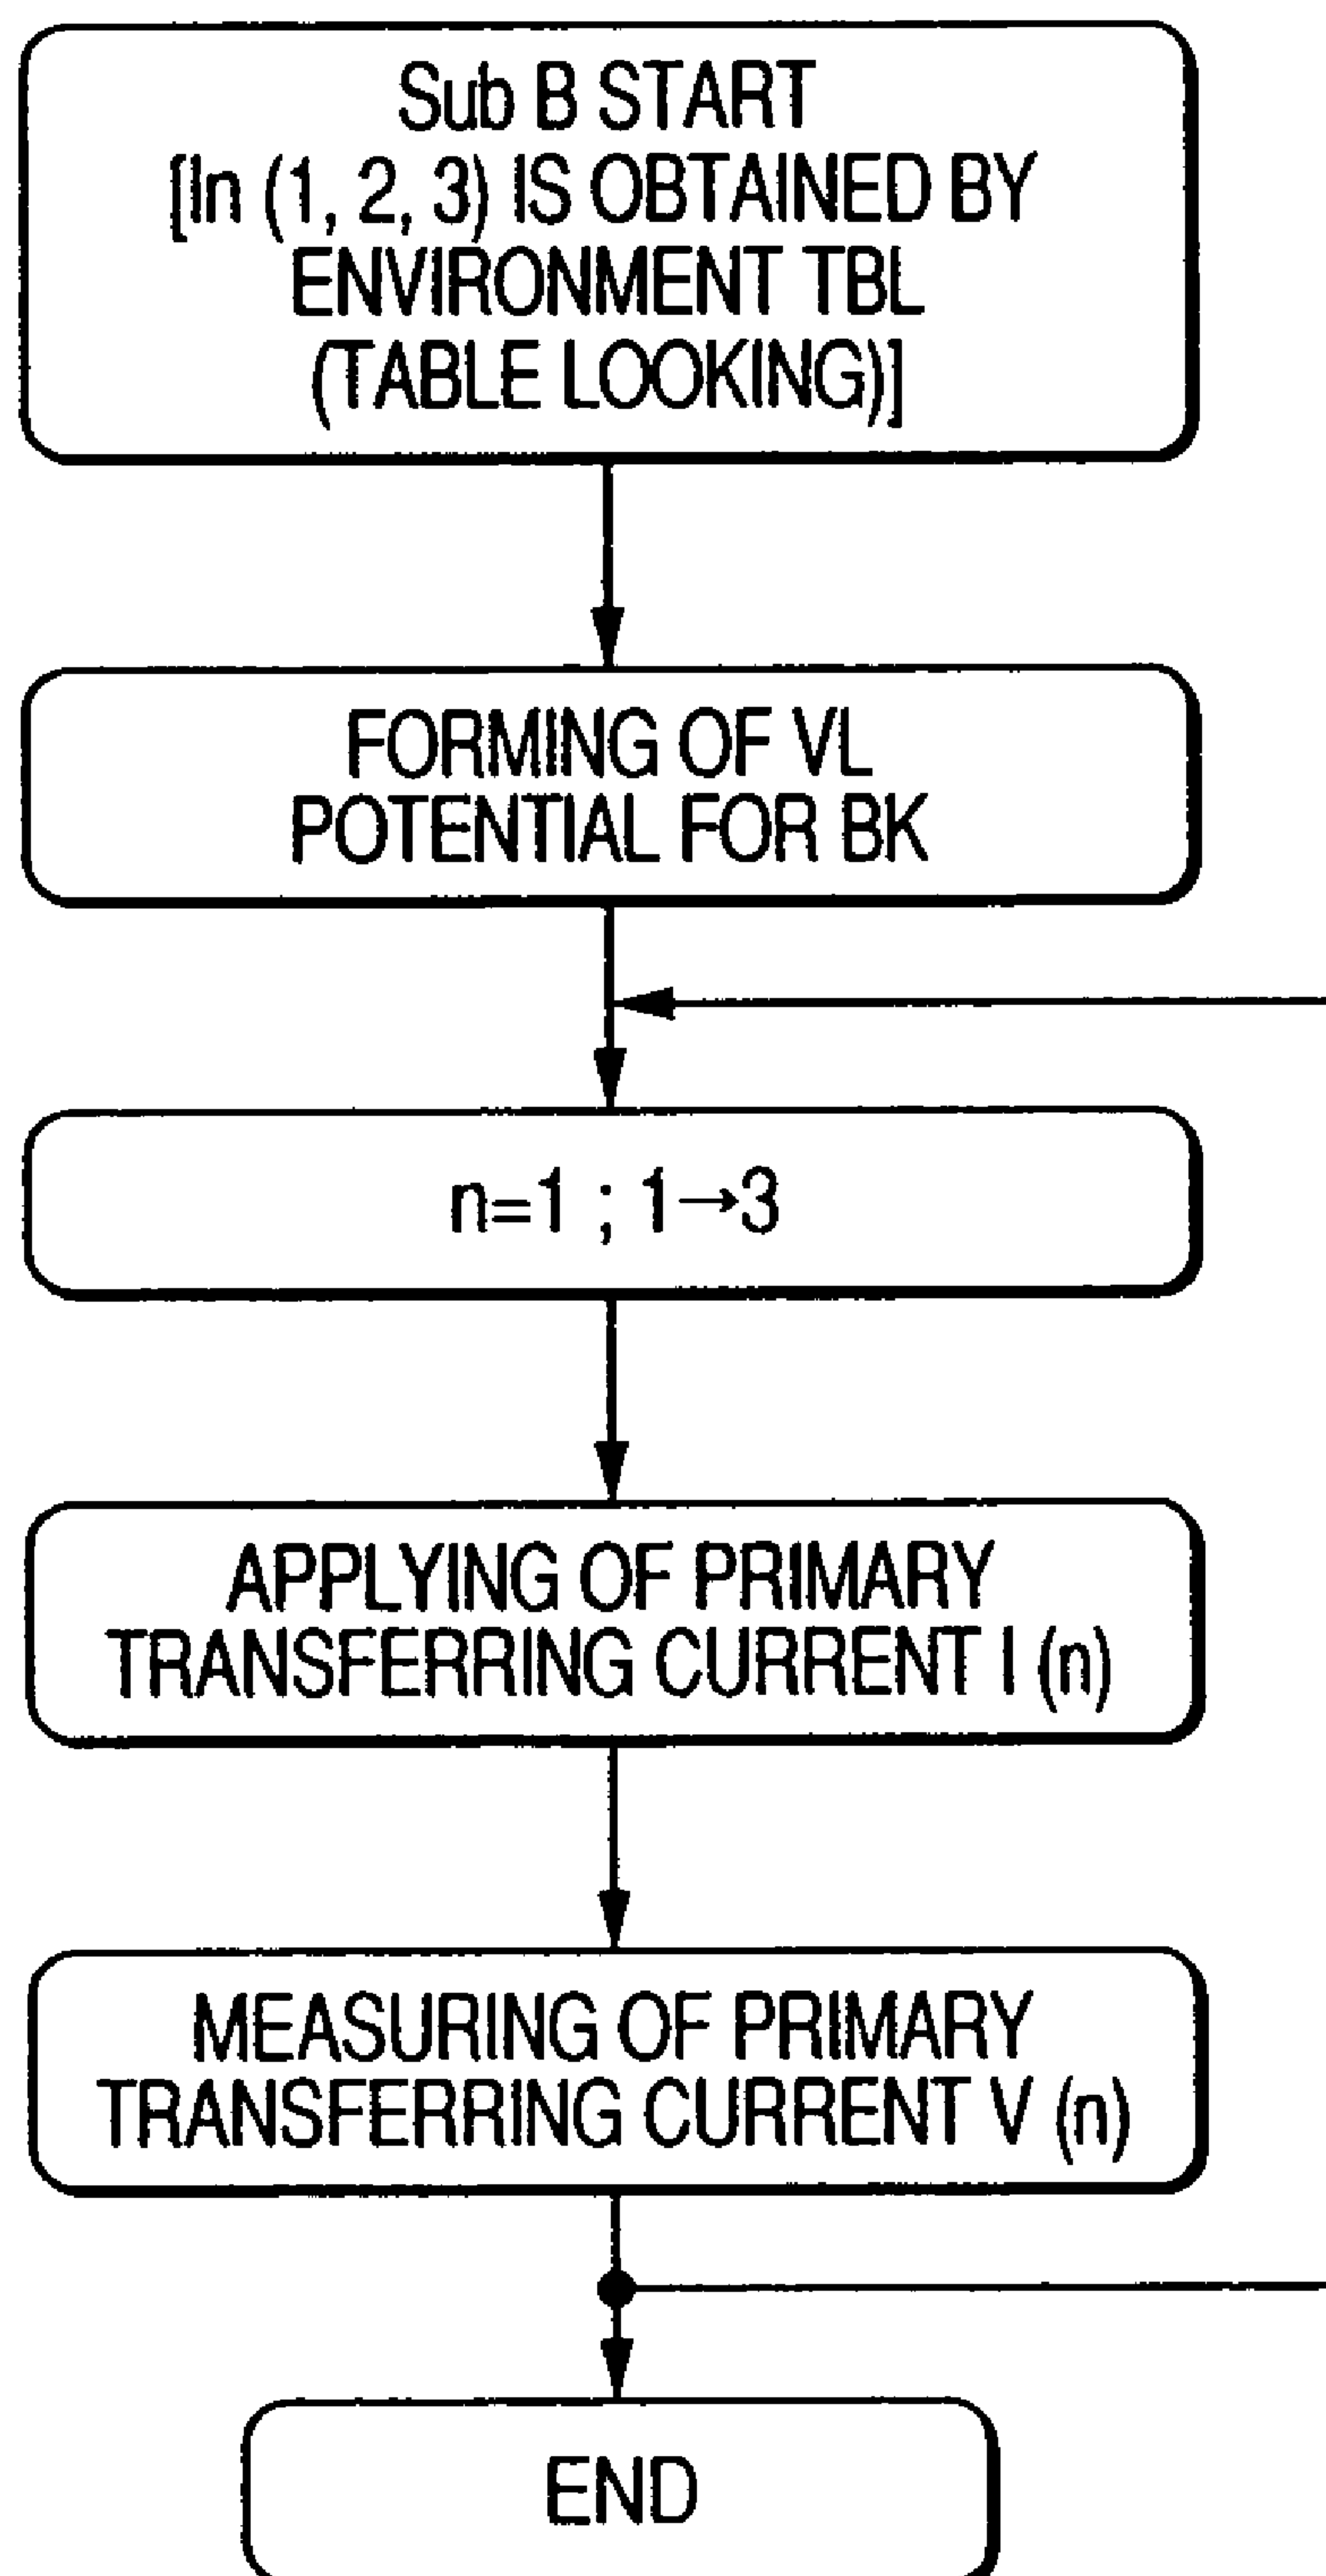 Sub B START
[In (1, 2, 3) IS OBTAINED BY
ENVIRONMENT TBL
(TABLE LOOKING)]
FORMING OF VL
POTENTIAL FOR BK
n=1 ; 1→3
APPLYING OF PRIMARY
TRANSFERRING CURRENT I (n)
MEASURING OF PRIMARY
TRANSFERRING CURRENT V (n)
END